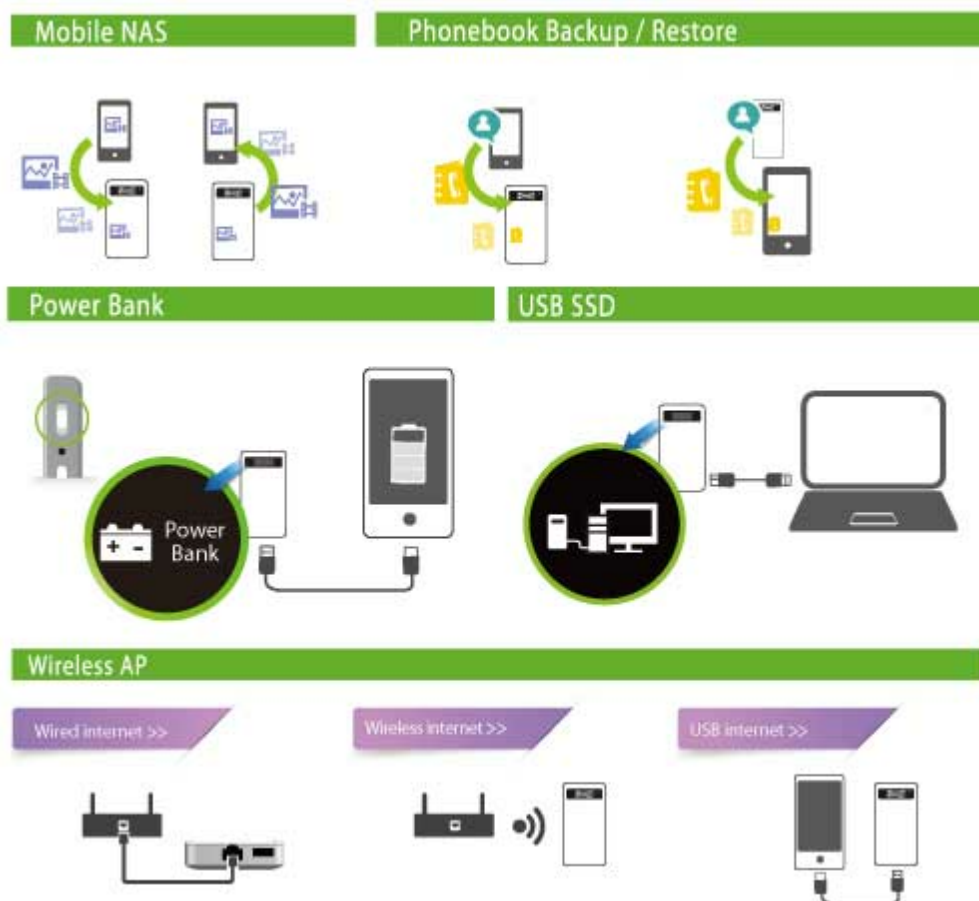 Mobile NAS
Phonebook Backup / Restore
Power Bank
USB SSD
Power
Bank
Wireless AP
Wired internet >>
Wireless internet >>
USB internet >>